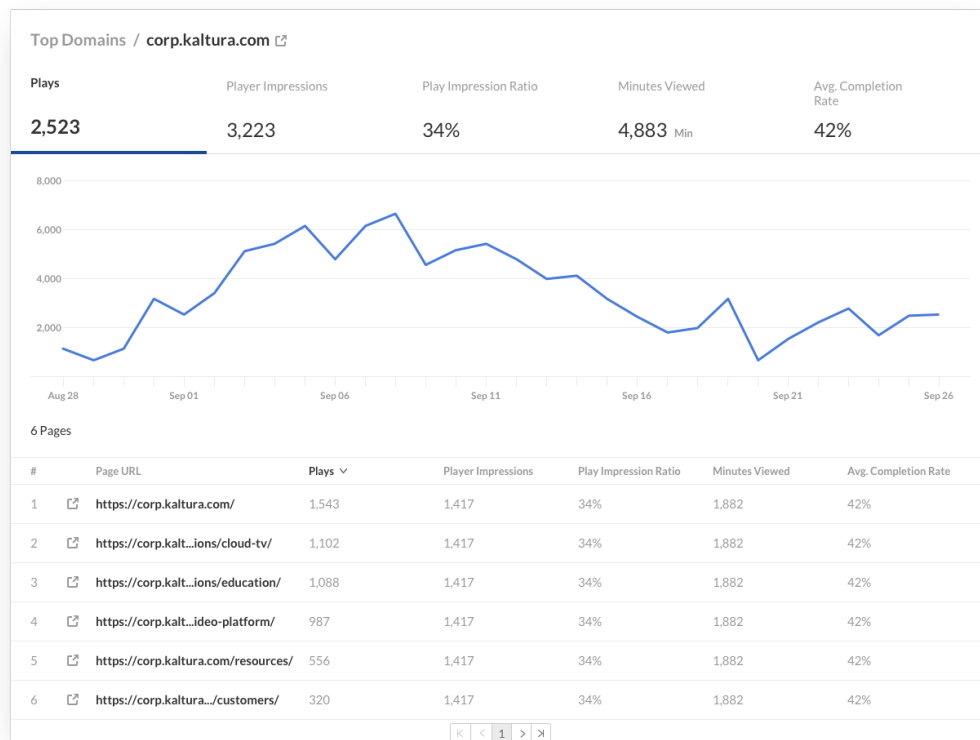 Top Domains / corp.kaltura.com
Plays Player Impressions Play Impression Ratio Minutes Viewed Avg. Completion Rate
2,523 3,223 34% 4,883 Min 42%
8,000
6,000
4,000
2,000
Aug 28 Sep 01 Sep 06 Sep 11 Sep 16 Sep 21 Sep 26
6 Pages
# Page URL Plays Player Impressions Play Impression Ratio Minutes Viewed Avg. Completion Rate
1 https://corp.kaltura.com/ 1,543 1,417 34% 1,882 42%
2 https://corp.kalt...ions/cloud-tv/ 1,102 1,417 34% 1,882 42%
3 https://corp.kalt...ions/education/ 1,088 1,417 34% 1,882 42%
4 https://corp.kalt...ideo-platform/ 987 1,417 34% 1,882 42%
5 https://corp.kaltura.com/resources/ 556 1,417 34% 1,882 42%
6 https://corp.kaltura.../customers/ 320 1,417 34% 1,882 42%
1